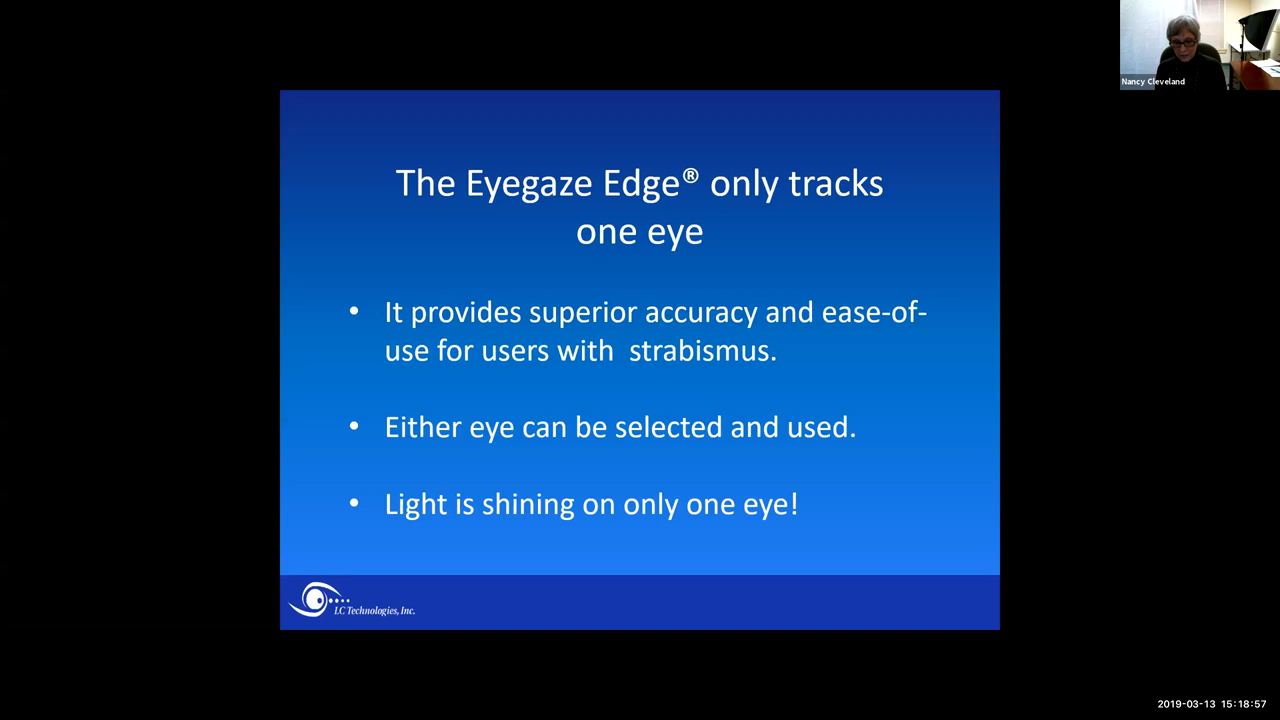 Nancy Cleveland
The Eyegaze Edge® only tracks
one eye
• It provides superior accuracy and ease-of-
use for users with  strabismus.
• Either eye can be selected and used.
• Light is shining on only one eye!
LC Technologies, Inc.
2019-03-13 15:18:57